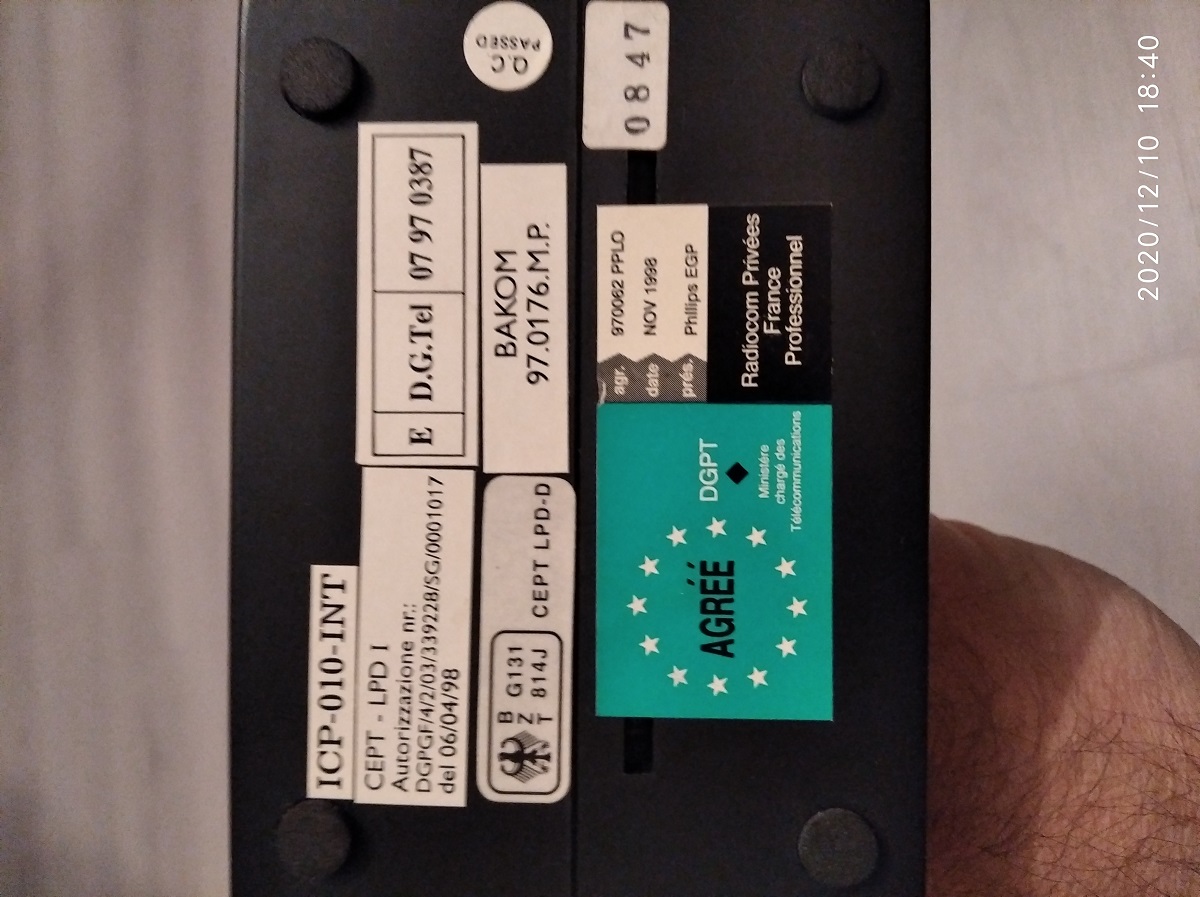 ICP-010-INT
CEPT - LPD I
Autorizzazione nr.:
DGPGF/4/2/03/339228/SG/0001017
del 06/04/98
E D.G.Tel 07 97 0387
Q.C.
PASSED
B G131
Z
T 814J
CEPT LPD-D
BAKOM
97.0176.M.P.
0847
AGRÉÉ
DGPT
Ministère
chargé des
Télécommunications
agr. 970062 PPLO
date NOV 1998
prés. Philips EGP
Radiocom Privées
France
Professionnel
2020/12/10 18:40